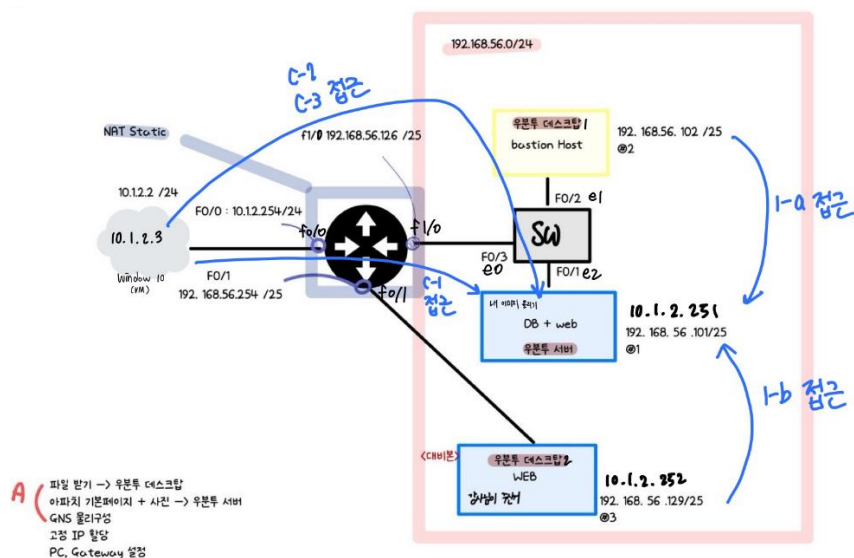 192.168.56.0/24
C-2
C-3 접근
NAT Static
f1/0 192.168.56.126 /25
우분투 데스크탑1
bastion Host
192.168.56. 102 /25
@2
1-a 접근
10.1.2.2 /24
F0/0 : 10.1.2.254/24
F0/2 e1
10.1.2.3
f0/0
f1/0
SW
F0/3
e0
F0/1 e2
Window 10
(VM)
F0/1
192. 168.56.254 /25
f0/1
C-1
접근
DB + web
우분투 서버
10.1.2.251
192. 168. 56 .101/25
@1
1-b 접근
<대비본>
우분투 데스크탑2
WEB
10.1.2.252
192. 168. 56 .129/25
@3
A
파일 받기 -> 우분투 데스크탑
아파치 기본페이지 + 사진 -> 우분투 서버
GNS 물리구성
고정 IP 할당
PC, Gateway 설정